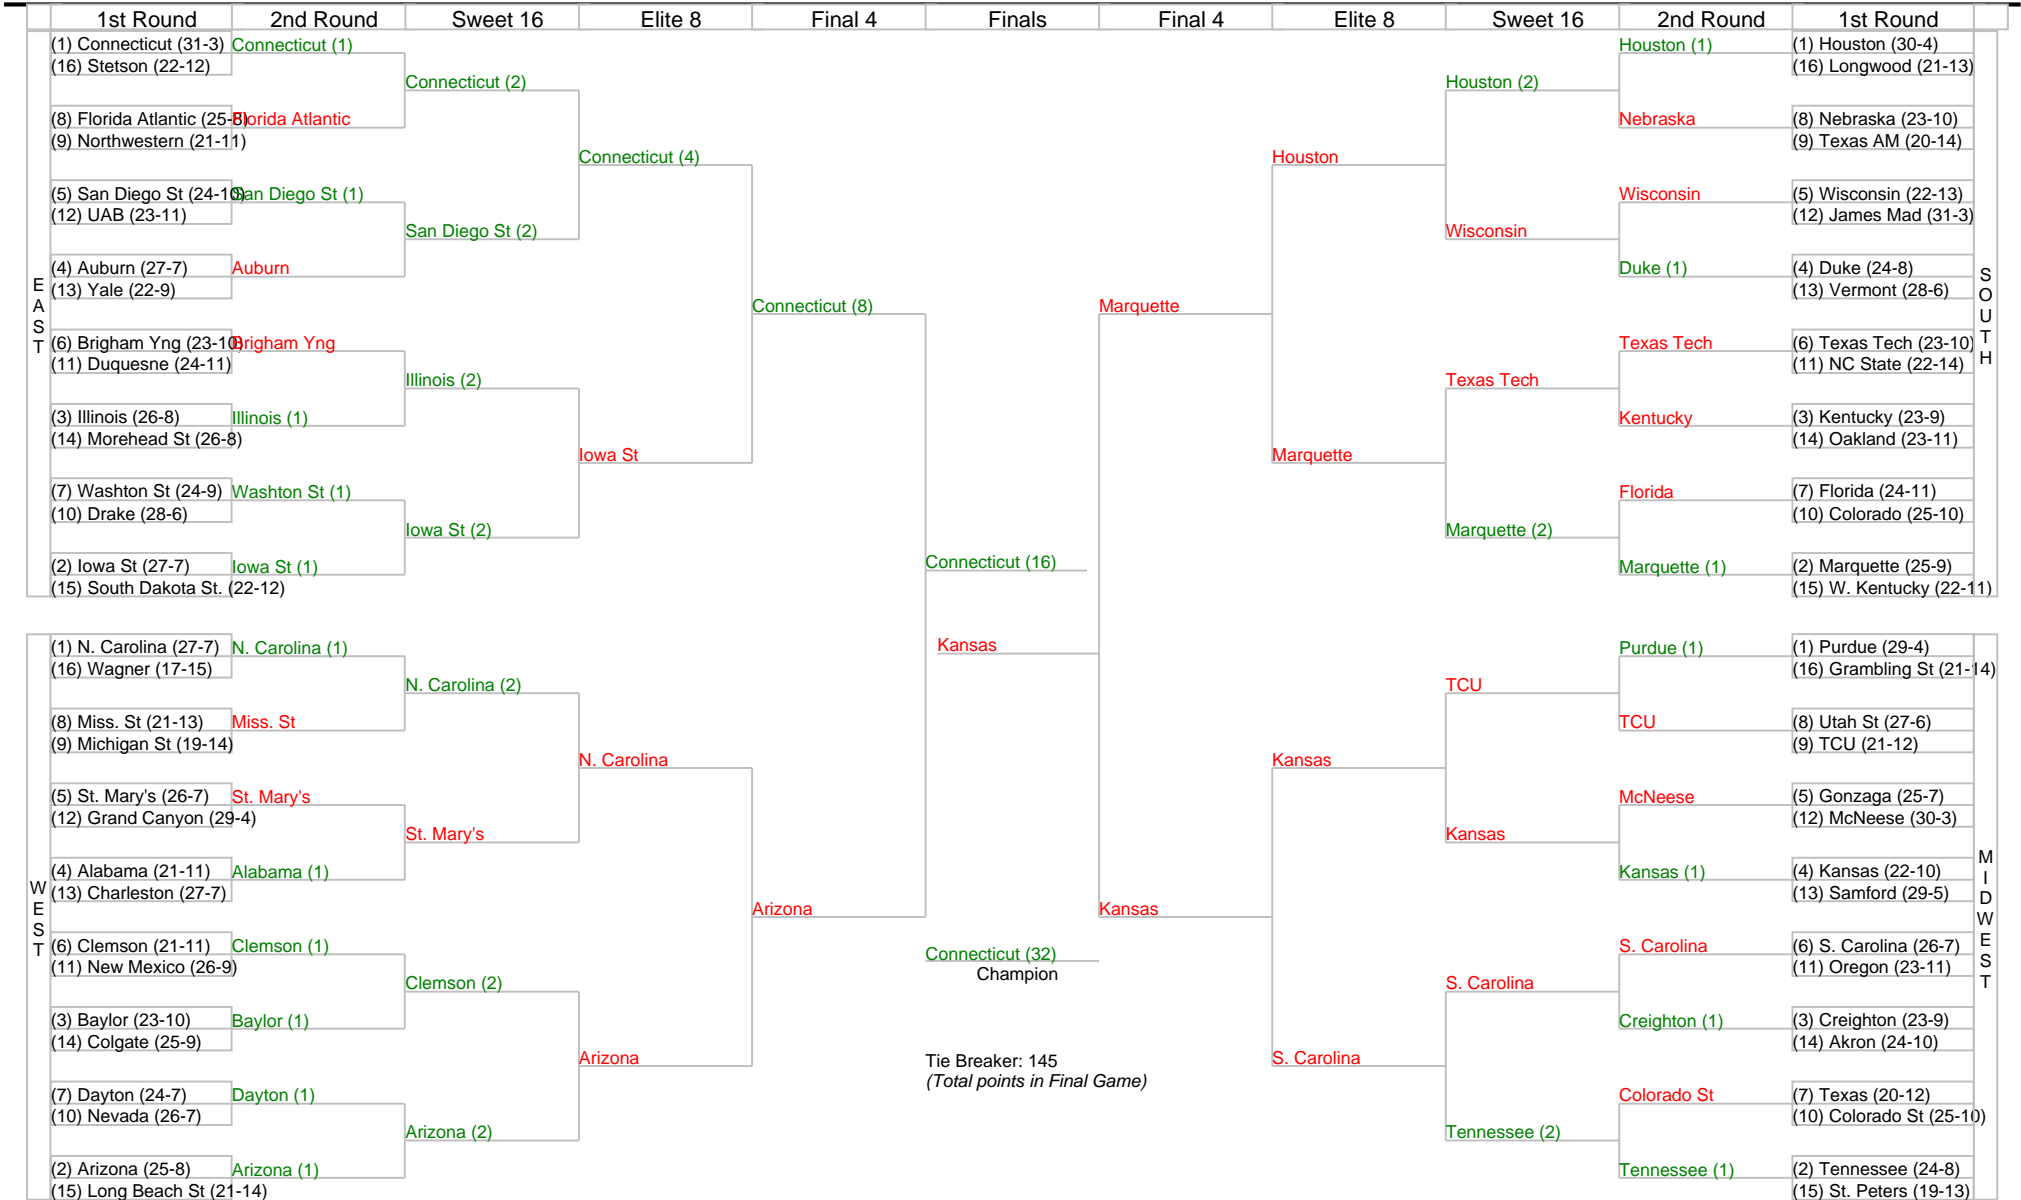 1st Round 2nd Round Sweet 16 Elite 8 Final 4 Finals Final 4 Elite 8 Sweet 16 2nd Round 1st Round
EAST
(1) Connecticut (31-3)
(16) Stetson (22-12)
(8) Florida Atlantic (25-8)
(9) Northwestern (21-11)
(5) San Diego St (24-10)
(12) UAB (23-11)
(4) Auburn (27-7)
(13) Yale (22-9)
(6) Brigham Yng (23-10)
(11) Duquesne (24-11)
(3) Illinois (26-8)
(14) Morehead St (26-8)
(7) Washton St (24-9)
(10) Drake (28-6)
(2) Iowa St (27-7)
(15) South Dakota St. (22-12)
Connecticut (1)
Florida Atlantic
San Diego St (1)
Auburn
Brigham Yng
Illinois (1)
Washton St (1)
Iowa St (1)
Connecticut (2)
San Diego St (2)
Illinois (2)
Iowa St (2)
Connecticut (4)
Iowa St
Connecticut (8)
WEST
(1) N. Carolina (27-7)
(16) Wagner (17-15)
(8) Miss. St (21-13)
(9) Michigan St (19-14)
(5) St. Mary's (26-7)
(12) Grand Canyon (29-4)
(4) Alabama (21-11)
(13) Charleston (27-7)
(6) Clemson (21-11)
(11) New Mexico (26-9)
(3) Baylor (23-10)
(14) Colgate (25-9)
(7) Dayton (24-7)
(10) Nevada (26-7)
(2) Arizona (25-8)
(15) Long Beach St (21-14)
N. Carolina (1)
Miss. St
St. Mary's
Alabama (1)
Clemson (1)
Baylor (1)
Dayton (1)
Arizona (1)
N. Carolina (2)
St. Mary's
Clemson (2)
Arizona (2)
N. Carolina
Arizona
Arizona
Connecticut (16)
Kansas
Connecticut (32)
Champion
Tie Breaker: 145
(Total points in Final Game)
Marquette
Houston
Marquette
Houston (2)
Wisconsin
Texas Tech
Marquette (2)
Houston (1)
Nebraska
Wisconsin
Duke (1)
Texas Tech
Kentucky
Florida
Marquette (1)
(1) Houston (30-4)
(16) Longwood (21-13)
(8) Nebraska (23-10)
(9) Texas AM (20-14)
(5) Wisconsin (22-13)
(12) James Mad (31-3)
(4) Duke (24-8)
(13) Vermont (28-6)
(6) Texas Tech (23-10)
(11) NC State (22-14)
(3) Kentucky (23-9)
(14) Oakland (23-11)
(7) Florida (24-11)
(10) Colorado (25-10)
(2) Marquette (25-9)
(15) W. Kentucky (22-11)
SOUTH
Kansas
Kansas
S. Carolina
TCU
Kansas
S. Carolina
Tennessee (2)
Purdue (1)
TCU
McNeese
Kansas (1)
S. Carolina
Creighton (1)
Colorado St
Tennessee (1)
(1) Purdue (29-4)
(16) Grambling St (21-14)
(8) Utah St (27-6)
(9) TCU (21-12)
(5) Gonzaga (25-7)
(12) McNeese (30-3)
(4) Kansas (22-10)
(13) Samford (29-5)
(6) S. Carolina (26-7)
(11) Oregon (23-11)
(3) Creighton (23-9)
(14) Akron (24-10)
(7) Texas (20-12)
(10) Colorado St (25-10)
(2) Tennessee (24-8)
(15) St. Peters (19-13)
MIDWEST